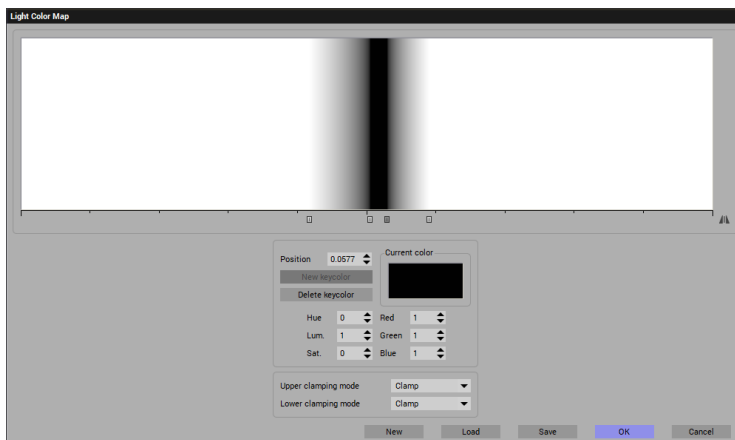 Light Color Map
Position 0.0577
Current color
New keycolor
Delete keycolor
Hue 0 Red 1
Lum. 1 Green 1
Sat. 0 Blue 1
Upper clamping mode Clamp
Lower clamping mode Clamp
New Load Save OK Cancel